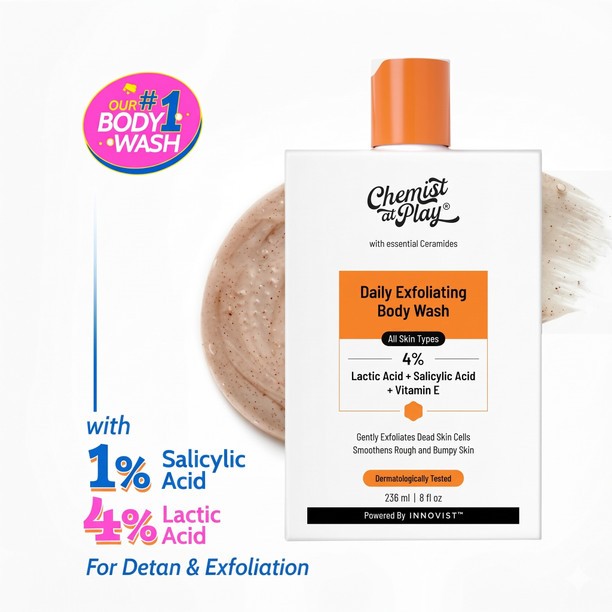 OUR #1
BODY
WASH
with
1% Salicylic
Acid
4% Lactic
Acid
For Detan & Exfoliation
Chemist
at Play®
with essential Ceramides
Daily Exfoliating
Body Wash
All Skin Types
4%
Lactic Acid + Salicylic Acid
+ Vitamin E
Gently Exfoliates Dead Skin Cells
Smoothens Rough and Bumpy Skin
Dermatologically Tested
236 ml | 8 fl oz
Powered By INNOVIST™